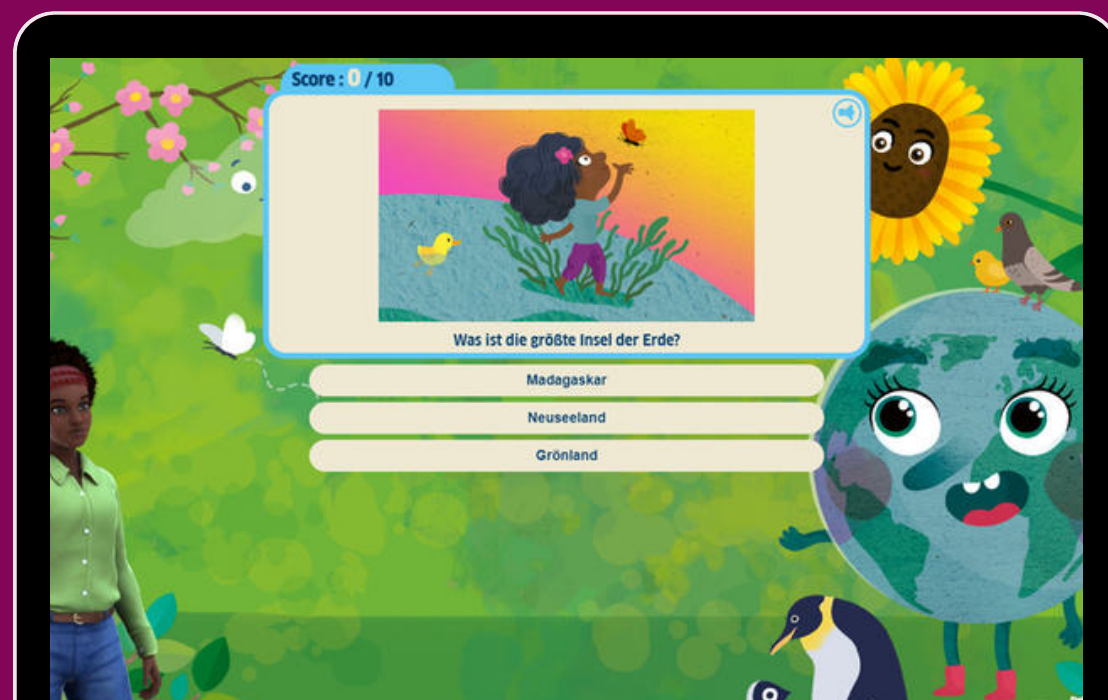 Score : 0 / 10
Was ist die größte Insel der Erde?
Madagaskar
Neuseeland
Grönland